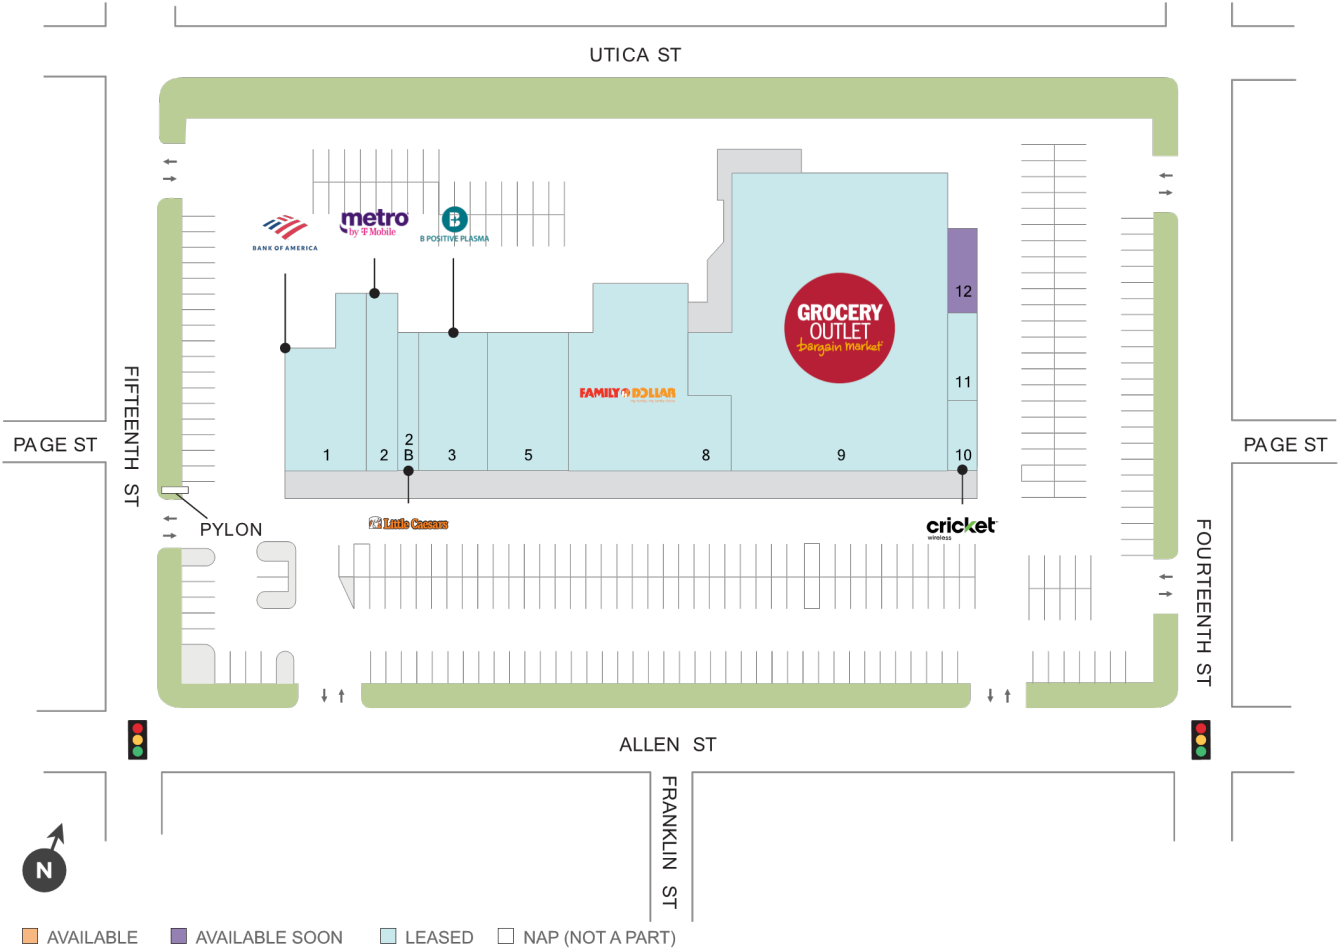 UTICA ST
BANK OF AMERICA
metro
by T Mobile
B
B POSITIVE PLASMA
12
GROCERY
OUTLET
bargain market
11
FAMILY DOLLAR
FIFTEENTH ST
PAGE ST
PAGE ST
1
2
2
B
3
5
8
9
10
PYLON
Little Caesars
cricket
wireless
FOURTEENTH ST
ALLEN ST
FRANKLIN ST
N
AVAILABLE
AVAILABLE SOON
LEASED
NAP (NOT A PART)